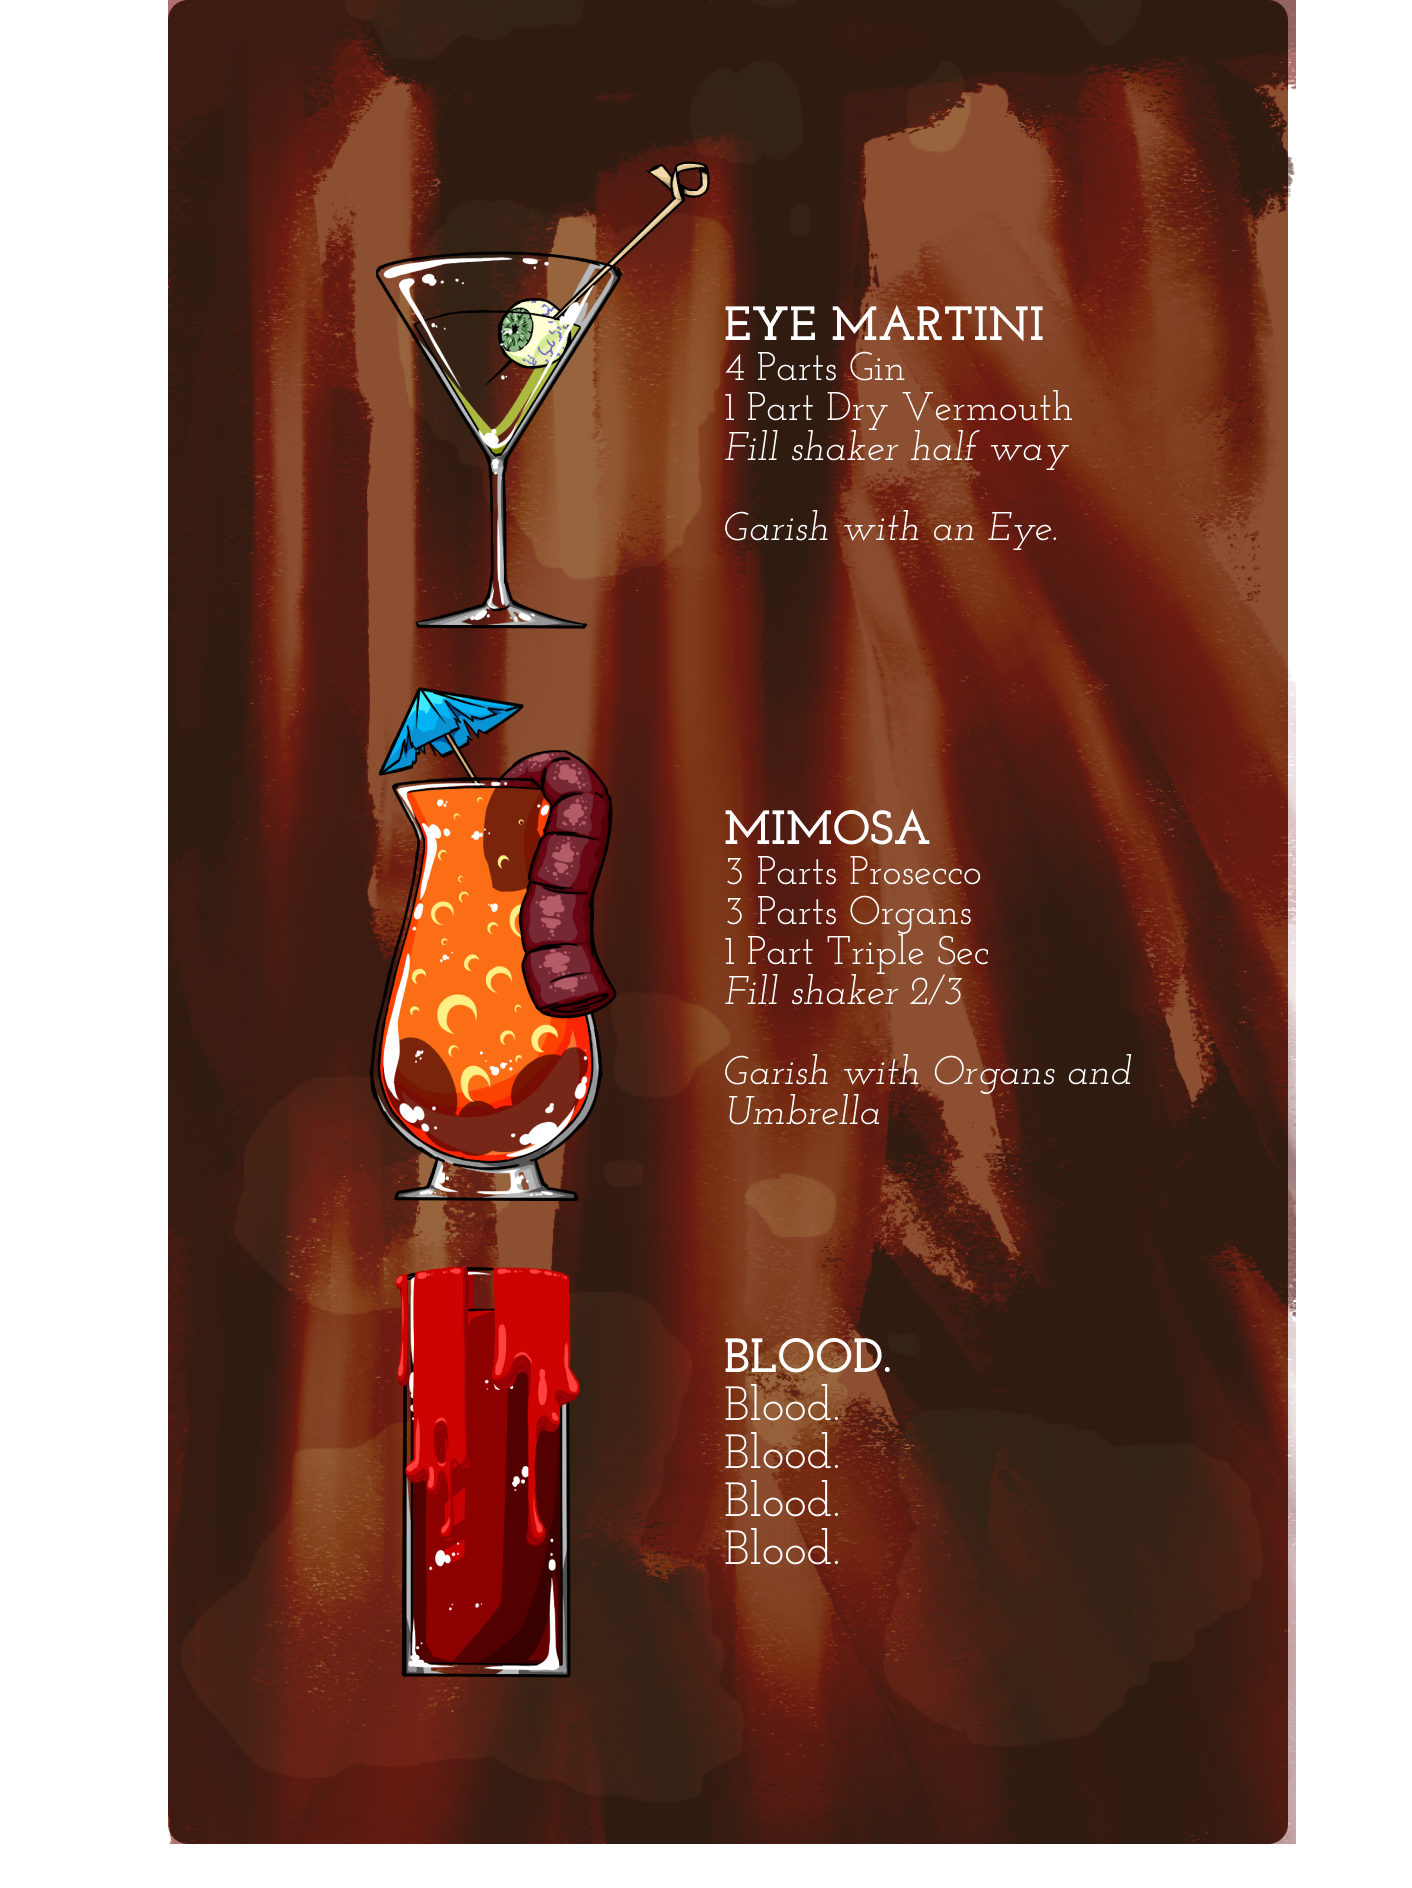 EYE MARTINI
4 Parts Gin
1 Part Dry Vermouth
Fill shaker half way
Garish with an Eye.
MIMOSA
3 Parts Prosecco
3 Parts Organs
1 Part Triple Sec
Fill shaker 2/3
Garish with Organs and
Umbrella
BLOOD.
Blood.
Blood.
Blood.
Blood.